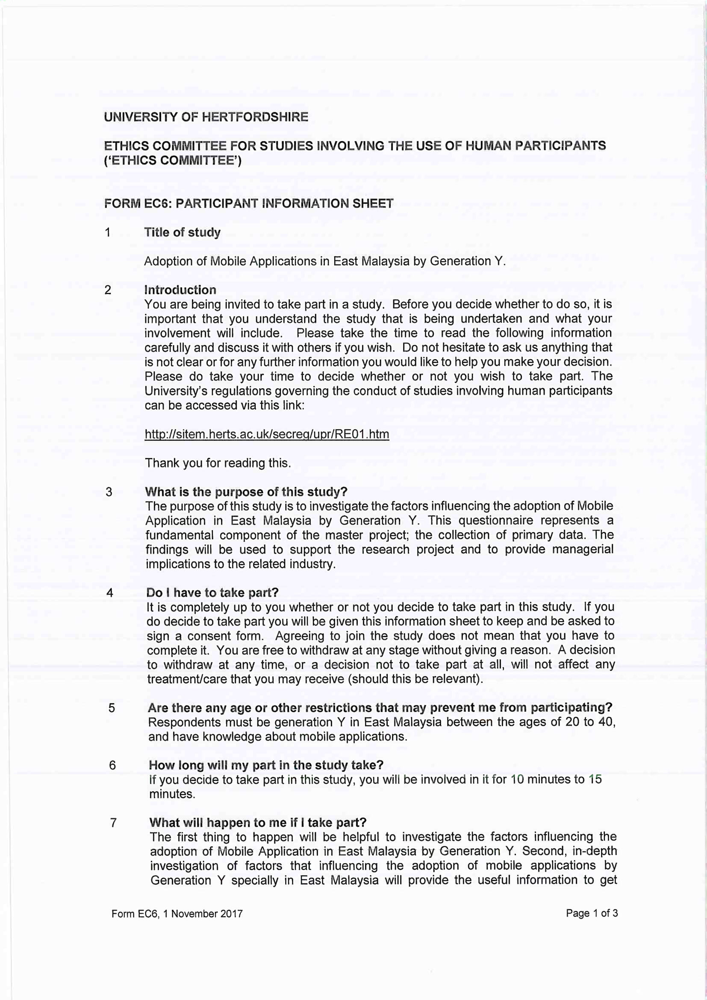 UNIVERSITY OF HERTFORDSHIRE
ETHICS COMMITTEE FOR STUDIES INVOLVING THE USE OF HUMAN PARTICIPANTS
('ETHICS COMMITTEE')
FORM EC6: PARTICIPANT INFORMATION SHEET
1 Title of study
Adoption of Mobile Applications in East Malaysia by Generation Y.
2 Introduction
You are being invited to take part in a study. Before you decide whether to do so, it is
important that you understand the study that is being undertaken and what your
involvement will include. Please take the time to read the following information
carefully and discuss it with others if you wish. Do not hesitate to ask us anything that
is not clear or for any further information you would like to help you make your decision.
Please do take your time to decide whether or not you wish to take part. The
University's regulations governing the conduct of studies involving human participants
can be accessed via this link:
http://sitem.herts.ac.uk/secreg/upr/RE01.htm
Thank you for reading this.
3 What is the purpose of this study?
The purpose of this study is to investigate the factors influencing the adoption of Mobile
Application in East Malaysia by Generation Y. This questionnaire represents a
fundamental component of the master project; the collection of primary data. The
findings will be used to support the research project and to provide managerial
implications to the related industry.
4 Do I have to take part?
It is completely up to you whether or not you decide to take part in this study. If you
do decide to take part you will be given this information sheet to keep and be asked to
sign a consent form. Agreeing to join the study does not mean that you have to
complete it. You are free to withdraw at any stage without giving a reason. A decision
to withdraw at any time, or a decision not to take part at all, will not affect any
treatment/care that you may receive (should this be relevant).
5 Are there any age or other restrictions that may prevent me from participating?
Respondents must be generation Y in East Malaysia between the ages of 20 to 40,
and have knowledge about mobile applications.
6 How long will my part in the study take?
If you decide to take part in this study, you will be involved in it for 10 minutes to 15
minutes.
7 What will happen to me if I take part?
The first thing to happen will be helpful to investigate the factors influencing the
adoption of Mobile Application in East Malaysia by Generation Y. Second, in-depth
investigation of factors that influencing the adoption of mobile applications by
Generation Y specially in East Malaysia will provide the useful information to get
Form EC6, 1 November 2017 Page 1 of 3